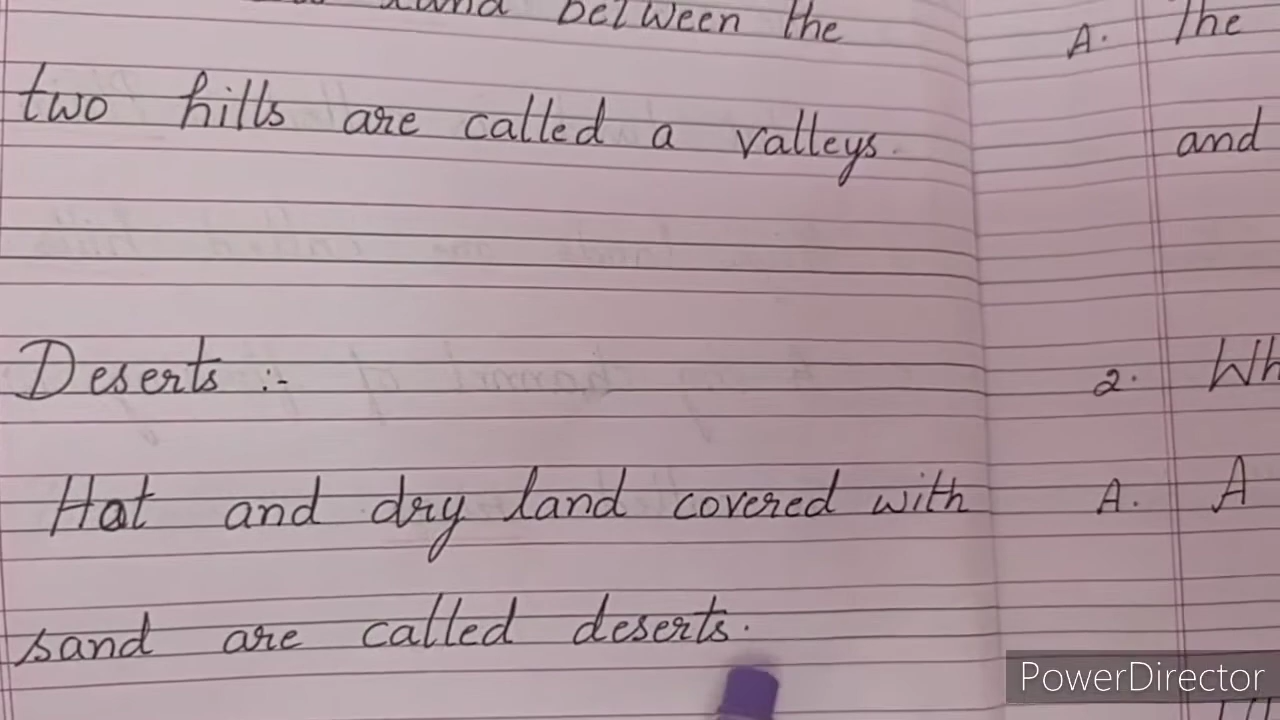 land between the
two hills are called a valleys.
Deserts :-
Hot and dry land covered with
sand are called deserts.
A. The
and
2. Wh
A. A
PowerDirector